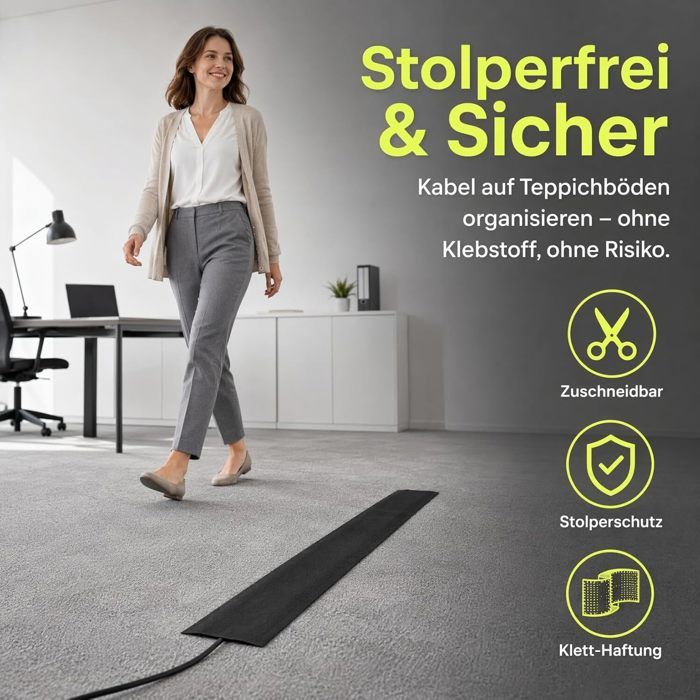 Stolperfrei
& Sicher
Kabel auf Teppichböden
organisieren – ohne
Klebstoff, ohne Risiko.
Zuschneidbar
Stolperschutz
Klett-Haftung